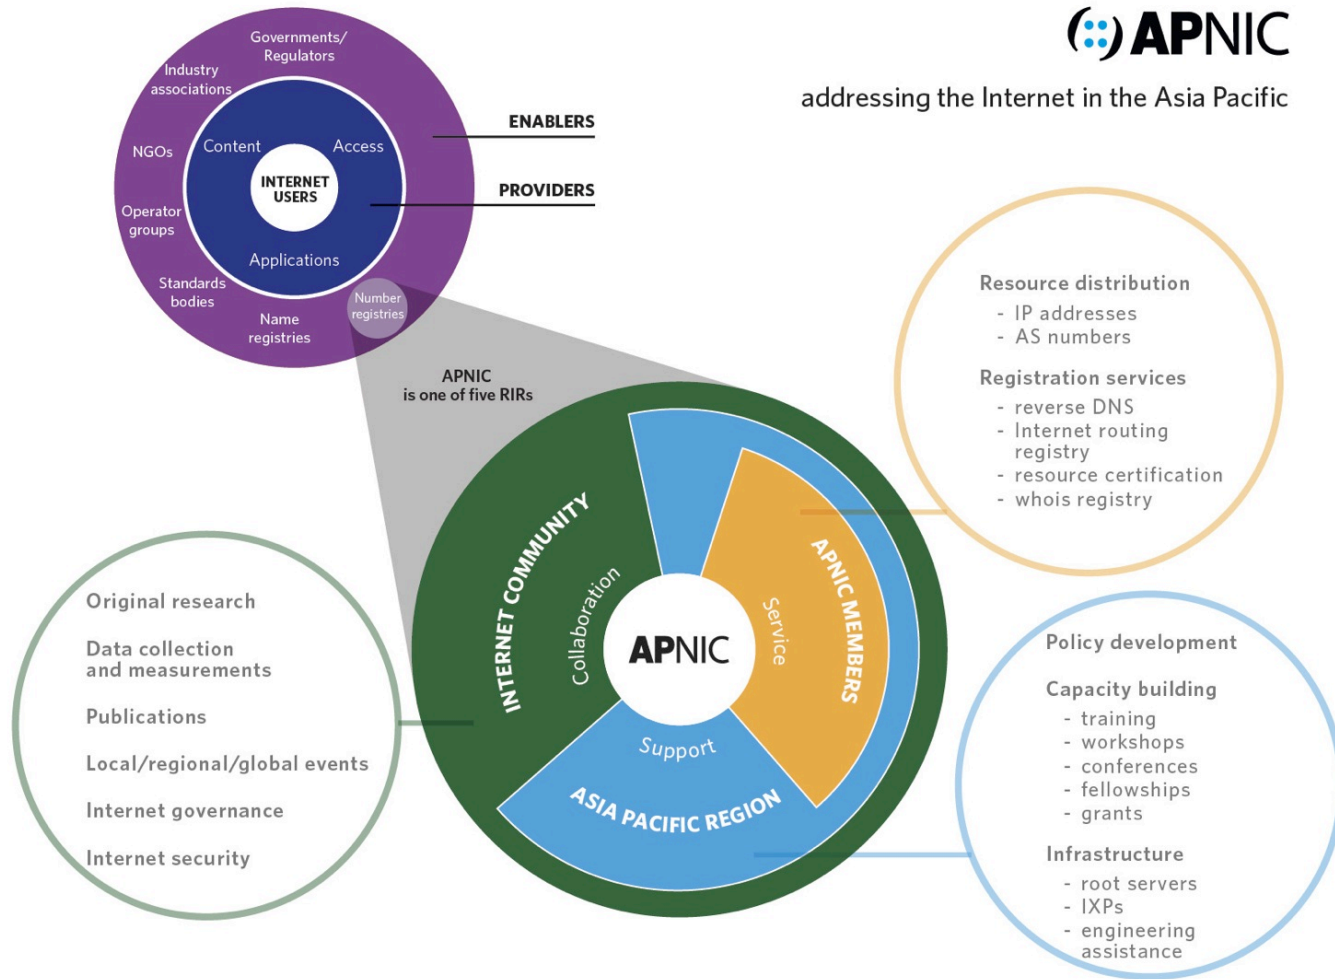 APNIC
addressing the Internet in the Asia Pacific
Governments/
Regulators
Industry
associations
NGOs
Operator
groups
Standards
bodies
Name
registries
Number
registries
Content
Access
Applications
INTERNET
USERS
ENABLERS
PROVIDERS
APNIC
is one of five RIRs
INTERNET COMMUNITY
Collaboration
APNIC
APNIC MEMBERS
Service
Support
ASIA PACIFIC REGION
Resource distribution
- IP addresses
- AS numbers
Registration services
- reverse DNS
- Internet routing
registry
- resource certification
- whois registry
Original research
Data collection
and measurements
Publications
Local/regional/global events
Internet governance
Internet security
Policy development
Capacity building
- training
- workshops
- conferences
- fellowships
- grants
Infrastructure
- root servers
- IXPs
- engineering
assistance